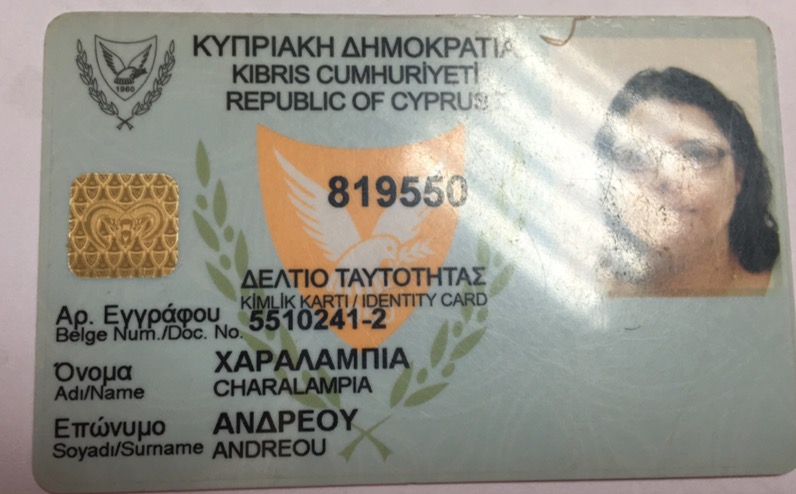 ΚΥΠΡΙΑΚΗ ΔΗΜΟΚΡΑΤΙΑ
KIBRIS CUMHURİYETİ
REPUBLIC OF CYPRUS
1960
819550
ΔΕΛΤΙΟ ΤΑΥΤΟΤΗΤΑΣ
KİMLİK KARTI / IDENTITY CARD
Αρ. Εγγράφου 5510241-2
Belge Num./Doc. No.
Όνομα ΧΑΡΑΛΑΜΠΙΑ
Adı/Name CHARALAMPIA
Επώνυμο ΑΝΔΡΕΟΥ
Soyadı/Surname ANDREOU